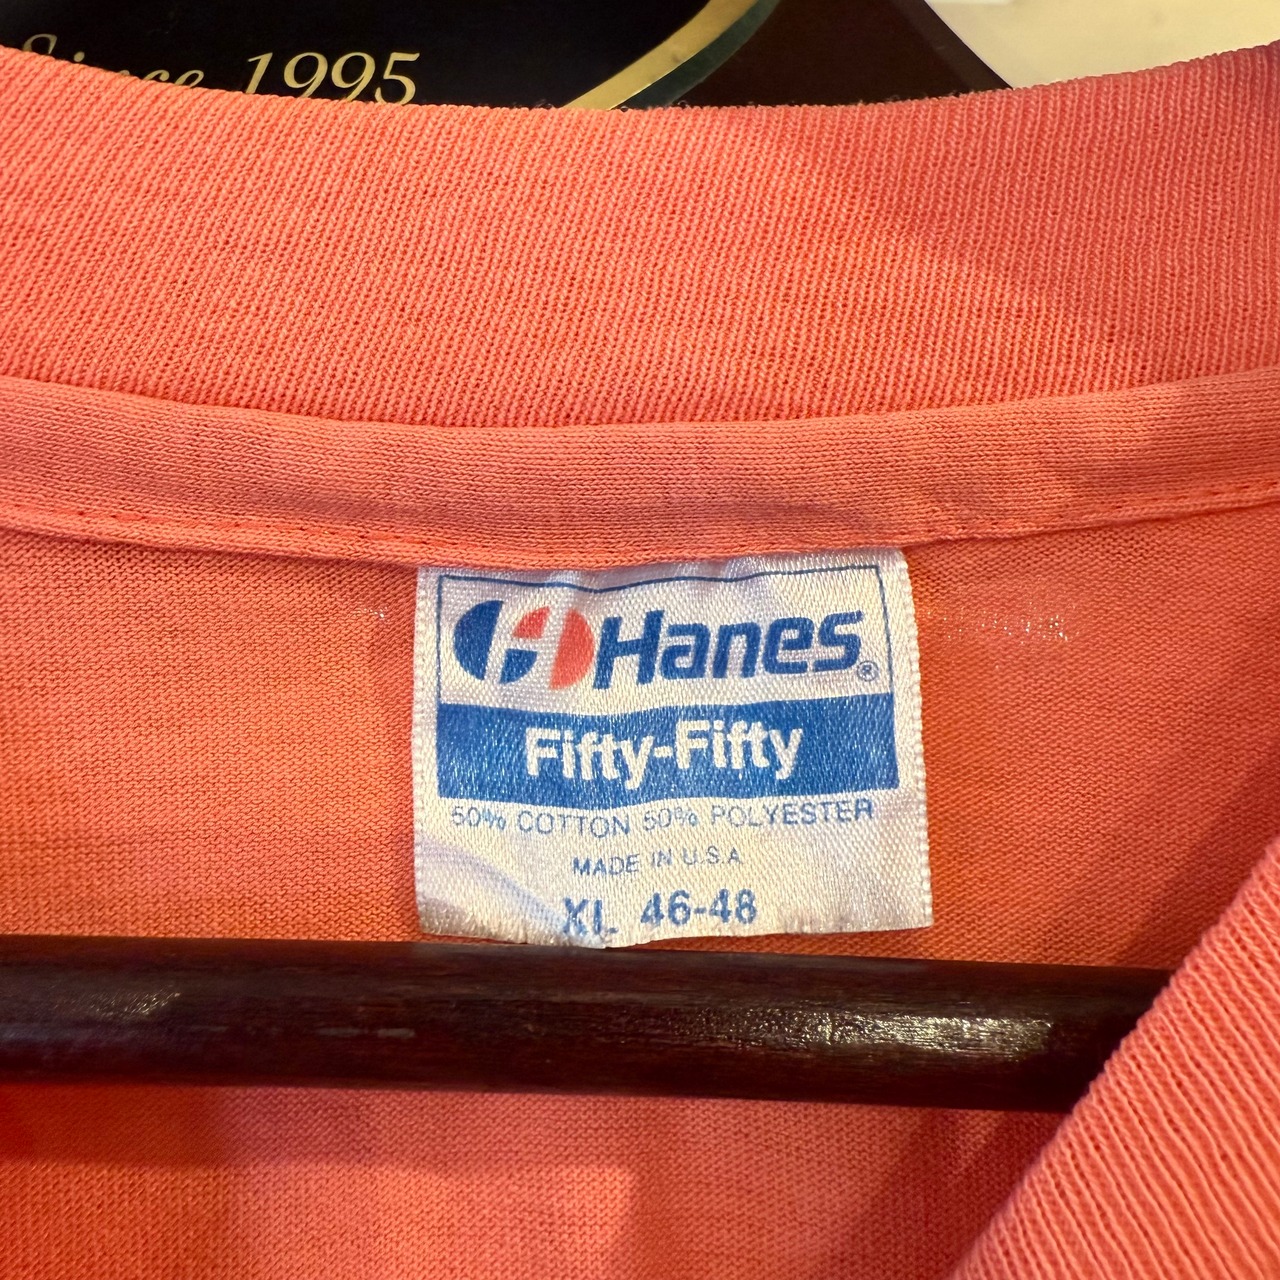 Since 1995
Hanes®
Fifty-Fifty
50% COTTON 50% POLYESTER
MADE IN U.S.A
XL 46-48